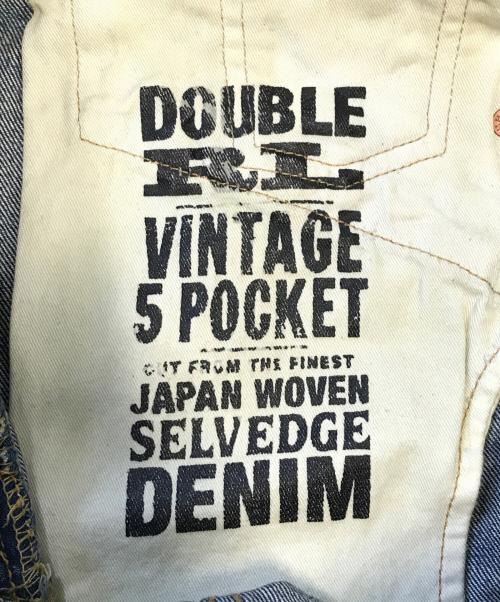 DOUBLE
RL
VINTAGE
5 POCKET
CUT FROM THE FINEST
JAPAN WOVEN
SELVEDGE
DENIM